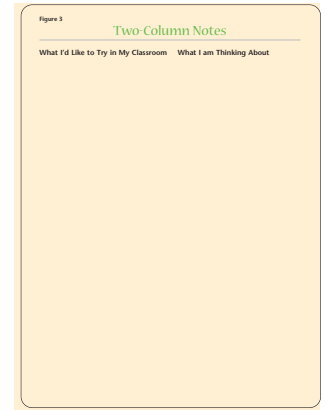 Figure 3
Two-Column Notes
What I'd Like to Try in My Classroom What I am Thinking About